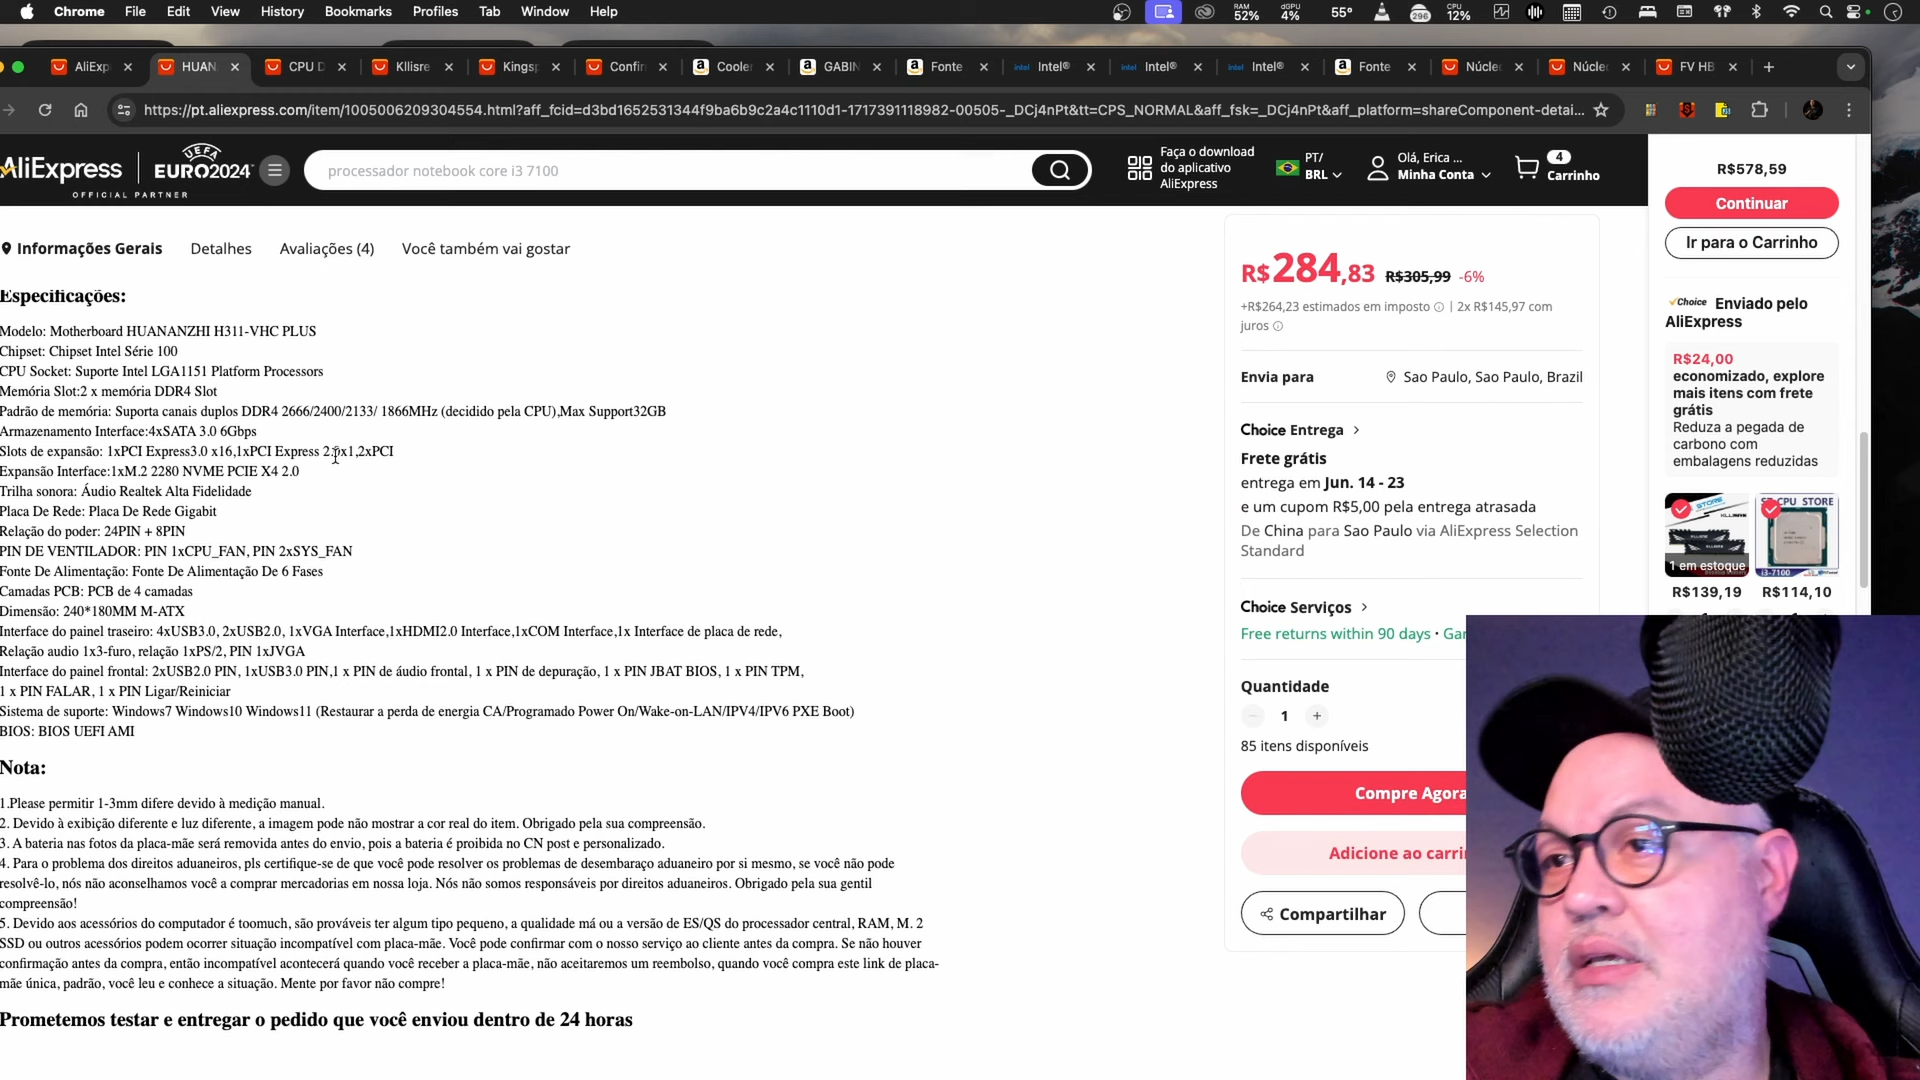 Chrome File Edit View History Bookmarks Profiles Tab Window Help
RAM 52% dGPU 4% 55° 296 CPU 12%
AliExp HUAN CPU D Kllisre Kingsp Confir Cooler GABIN Fonte Intel® Intel® Intel® Fonte Núcleo Núcleo FV HB
https://pt.aliexpress.com/item/1005006209304554.html?aff_fcid=d3bd1652531344f9ba6b9c2a4c1110d1-1717391118982-00505-_DCj4nPt&tt=CPS_NORMAL&aff_fsk=_DCj4nPt&aff_platform=shareComponent-detai...
AliExpress
OFFICIAL PARTNER
UEFA
EURO2024
processador notebook core i3 7100
Faça o download
do aplicativo
AliExpress
PT/
BRL
Olá, Erica ...
Minha Conta
4
Carrinho
Informações Gerais Detalhes Avaliações (4) Você também vai gostar
Especificações:
Modelo: Motherboard HUANANZHI H311-VHC PLUS
Chipset: Chipset Intel Série 100
CPU Socket: Suporte Intel LGA1151 Platform Processors
Memória Slot:2 x memória DDR4 Slot
Padrão de memória: Suporta canais duplos DDR4 2666/2400/2133/ 1866MHz (decidido pela CPU),Max Support32GB
Armazenamento Interface:4xSATA 3.0 6Gbps
Slots de expansão: 1xPCI Express3.0 x16,1xPCI Express 2.0x1,2xPCI
Expansão Interface:1xM.2 2280 NVME PCIE X4 2.0
Trilha sonora: Áudio Realtek Alta Fidelidade
Placa De Rede: Placa De Rede Gigabit
Relação do poder: 24PIN + 8PIN
PIN DE VENTILADOR: PIN 1xCPU_FAN, PIN 2xSYS_FAN
Fonte De Alimentação: Fonte De Alimentação De 6 Fases
Camadas PCB: PCB de 4 camadas
Dimensão: 240*180MM M-ATX
Interface do painel traseiro: 4xUSB3.0, 2xUSB2.0, 1xVGA Interface,1xHDMI2.0 Interface,1xCOM Interface,1x Interface de placa de rede,
Relação audio 1x3-furo, relação 1xPS/2, PIN 1xJVGA
Interface do painel frontal: 2xUSB2.0 PIN, 1xUSB3.0 PIN,1 x PIN de áudio frontal, 1 x PIN de depuração, 1 x PIN JBAT BIOS, 1 x PIN TPM,
1 x PIN FALAR, 1 x PIN Ligar/Reiniciar
Sistema de suporte: Windows7 Windows10 Windows11 (Restaurar a perda de energia CA/Programado Power On/Wake-on-LAN/IPV4/IPV6 PXE Boot)
BIOS: BIOS UEFI AMI
Nota:
1.Please permitir 1-3mm difere devido à medição manual.
2. Devido à exibição diferente e luz diferente, a imagem pode não mostrar a cor real do item. Obrigado pela sua compreensão.
3. A bateria nas fotos da placa-mãe será removida antes do envio, pois a bateria é proibida no CN post e personalizado.
4. Para o problema dos direitos aduaneiros, pls certifique-se de que você pode resolver os problemas de desembaraço aduaneiro por si mesmo, se você não pode
resolvê-lo, nós não aconselhamos você a comprar mercadorias em nossa loja. Nós não somos responsáveis por direitos aduaneiros. Obrigado pela sua gentil
compreensão!
5. Devido aos acessórios do computador é toomuch, são prováveis ter algum tipo pequeno, a qualidade má ou a versão de ES/QS do processador central, RAM, M. 2
SSD ou outros acessórios podem ocorrer situação incompatível com placa-mãe. Você pode confirmar com o nosso serviço ao cliente antes da compra. Se não houver
confirmação antes da compra, então incompatível acontecerá quando você receber a placa-mãe, não aceitaremos um reembolso, quando você compra este link de placa-
mãe única, padrão, você leu e conhece a situação. Mente por favor não compre!
Prometemos testar e entregar o pedido que você enviou dentro de 24 horas
R$284,83 R$305,99 -6%
+R$264,23 estimados em imposto | 2x R$145,97 com
juros
Envia para Sao Paulo, Sao Paulo, Brazil
Choice Entrega
Frete grátis
entrega em Jun. 14 - 23
e um cupom R$5,00 pela entrega atrasada
De China para Sao Paulo via AliExpress Selection
Standard
Choice Serviços
Free returns within 90 days ·
Quantidade
1
85 itens disponíveis
Compre Agora
Adicione ao carri
Compartilhar
R$578,59
Continuar
Ir para o Carrinho
Choice Enviado pelo
AliExpress
R$24,00
economizado, explore
mais itens com frete
grátis
Reduza a pegada de
carbono com
embalagens reduzidas
STORE
1 em estoque
CPU STORE
i3-7100
R$139,19 R$114,10